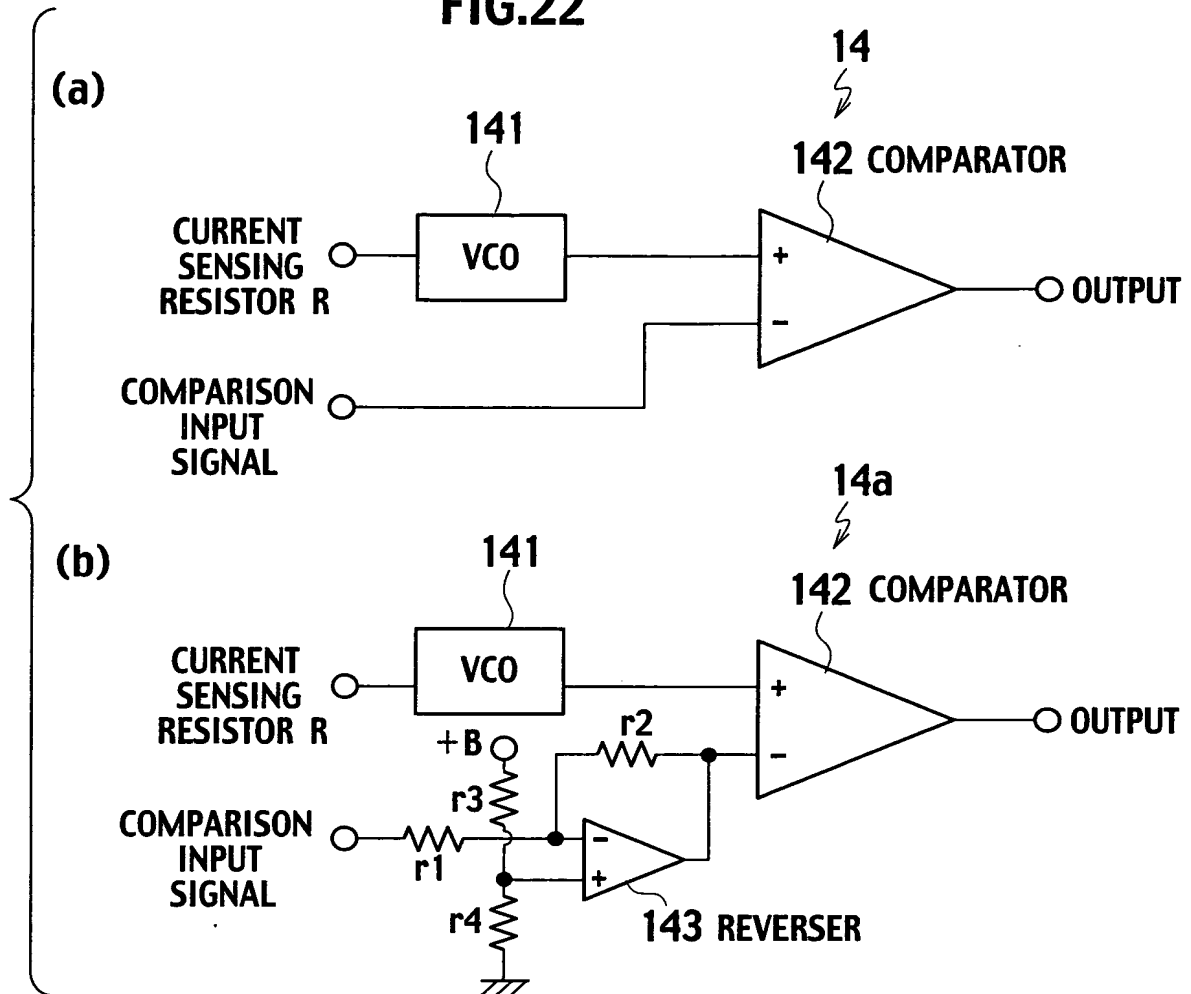 FIG.22
(a)
14
141
142 COMPARATOR
CURRENT
SENSING
RESISTOR R
VCO
+
−
OUTPUT
COMPARISON
INPUT
SIGNAL
(b)
14a
141
142 COMPARATOR
CURRENT
SENSING
RESISTOR R
VCO
+
−
OUTPUT
+B
r2
r3
COMPARISON
INPUT
SIGNAL
r1
−
+
r4
143 REVERSER